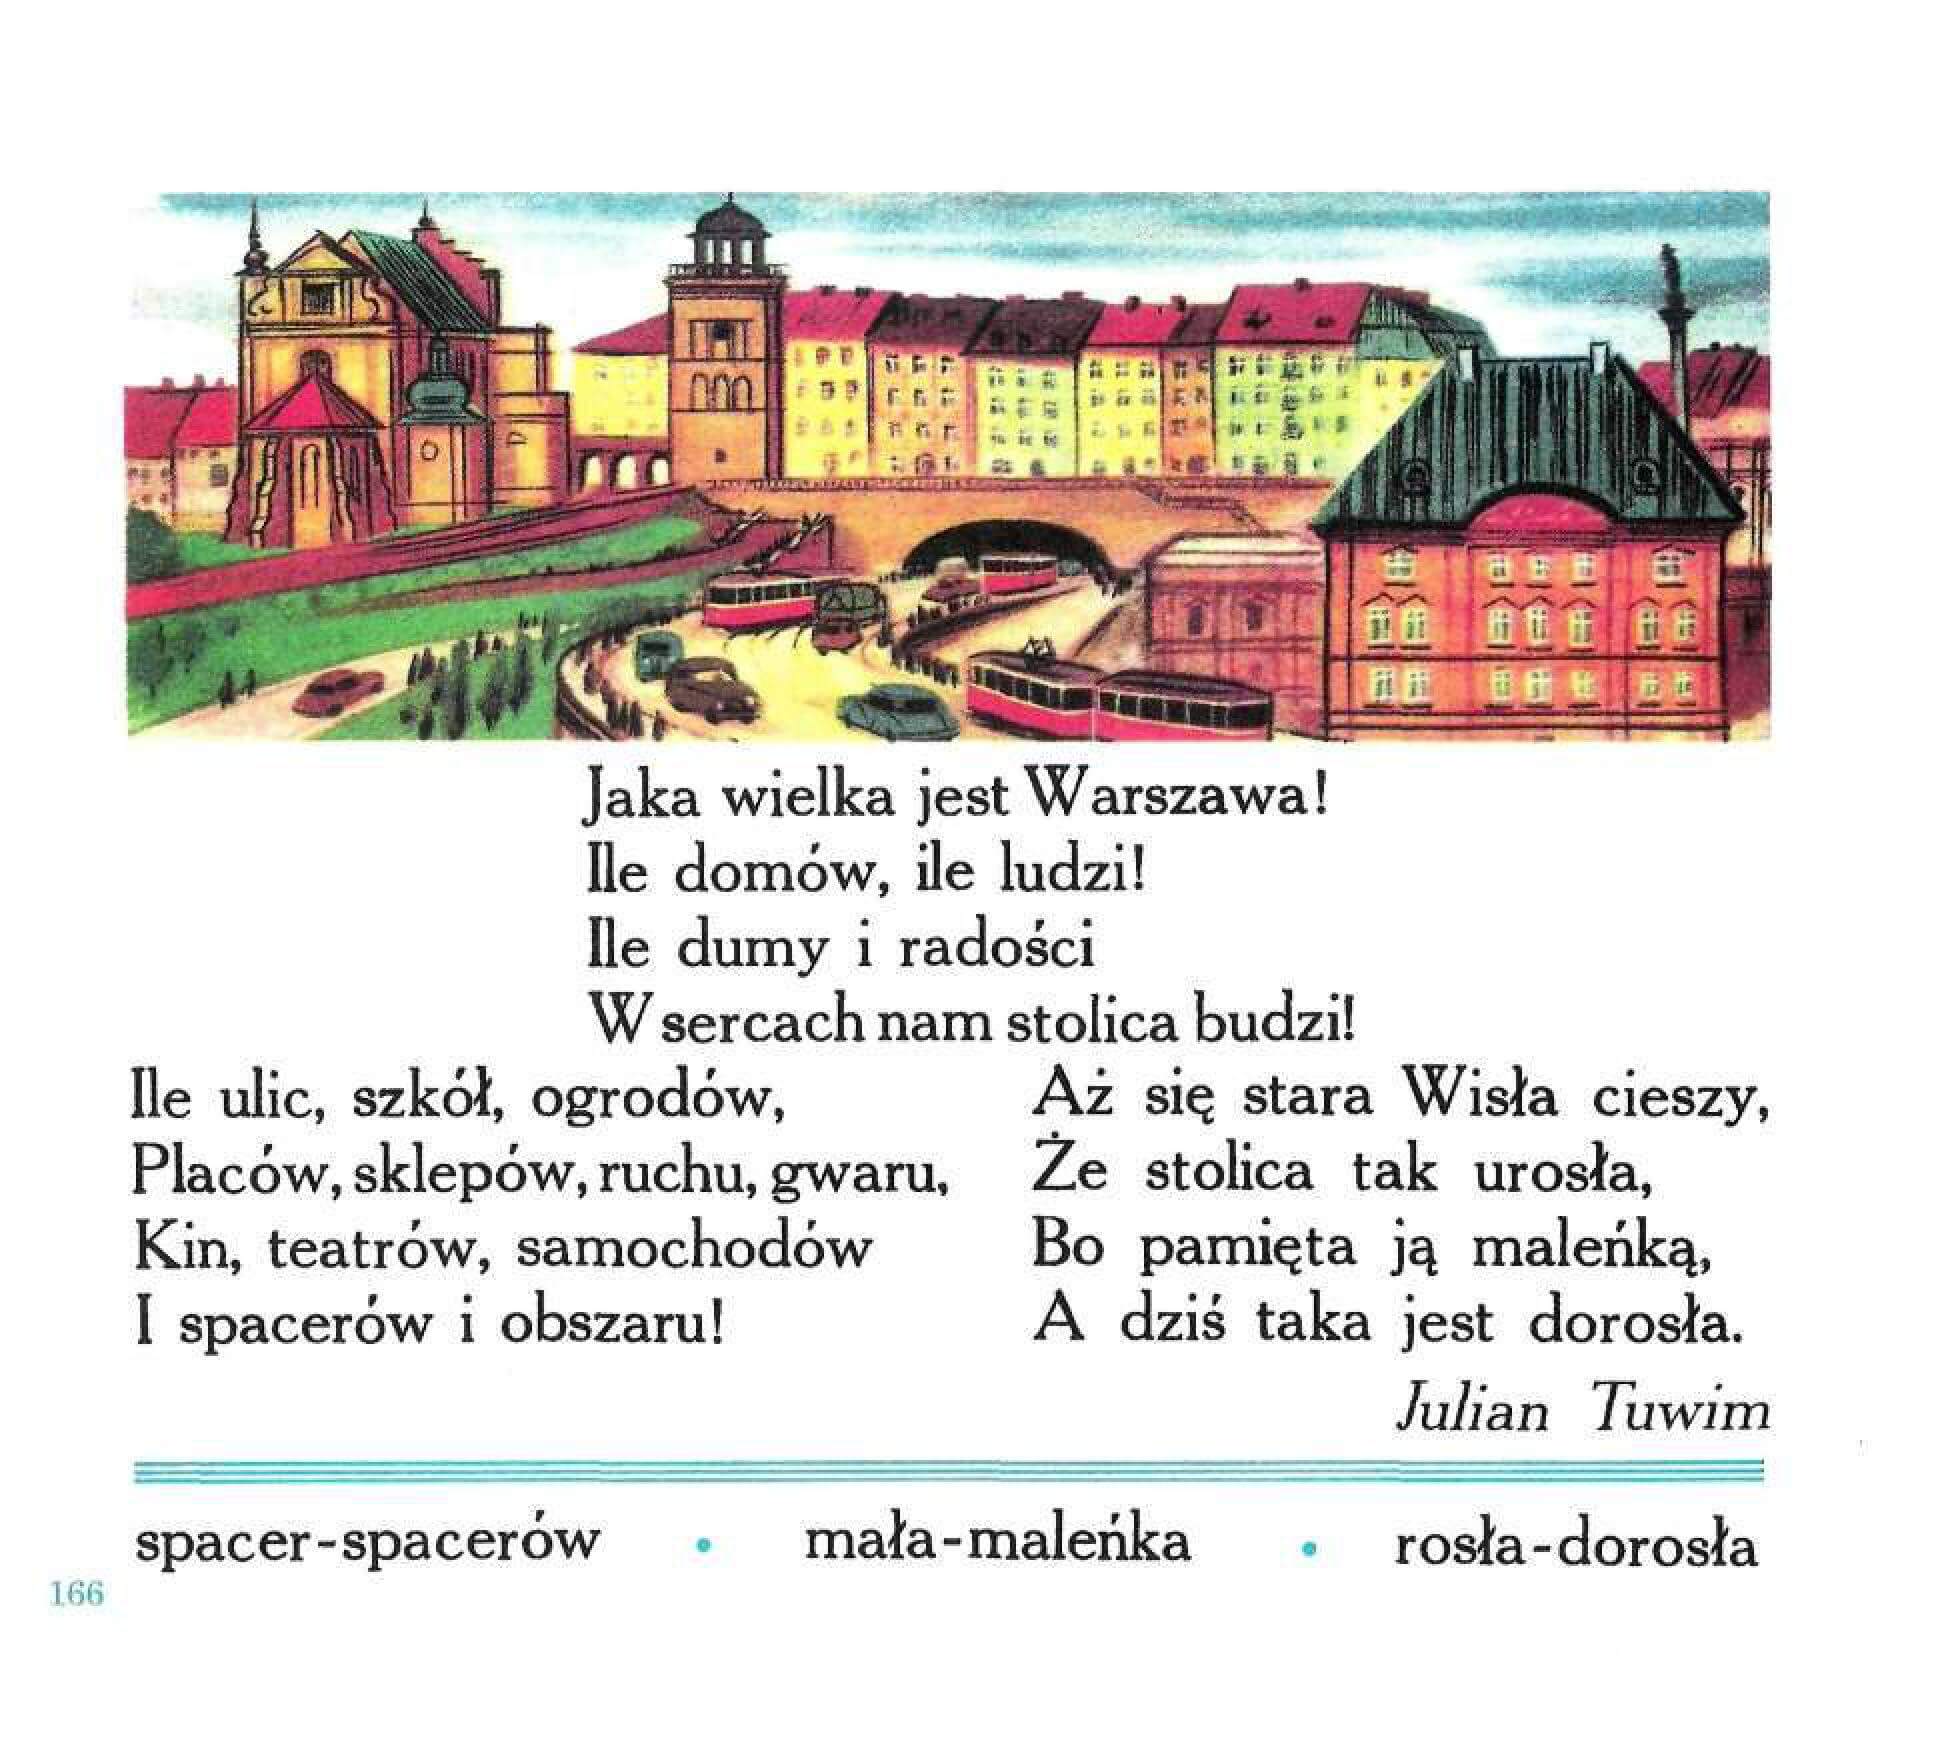 Jaka wielka jest Warszawa!
Ile domów, ile ludzi!
Ile dumy i radości
W sercach nam stolica budzi!
Ile ulic, szkół, ogrodów,
Placów, sklepów, ruchu, gwaru,
Kin, teatrów, samochodów
I spacerów i obszaru!
Aż się stara Wisła cieszy,
Że stolica tak urosła,
Bo pamięta ją maleńką,
A dziś taka jest dorosła.
Julian Tuwim
spacer-spacerów • mała-maleńka • rosła-dorosła
166